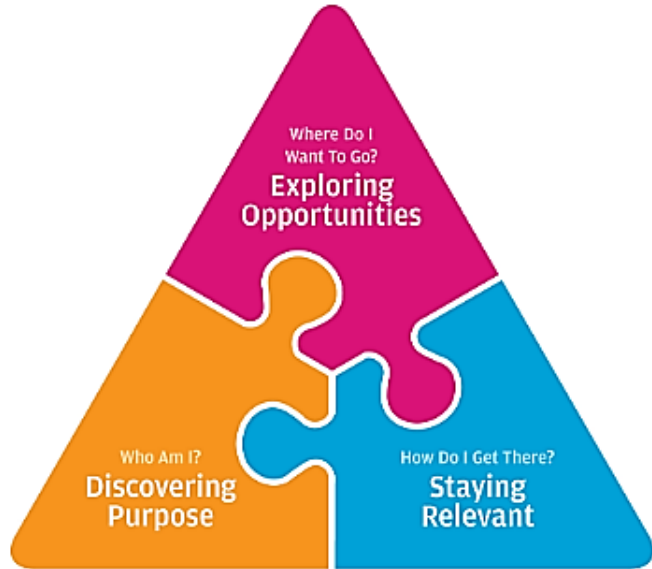 Where Do I
Want To Go?
Exploring
Opportunities
Who Am I?
Discovering
Purpose
How Do I Get There?
Staying
Relevant